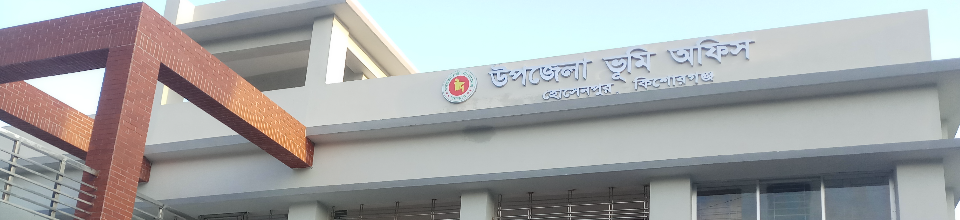 উপজেলা ভূমি অফিস
হোসেনপুর কিশোরগঞ্জ